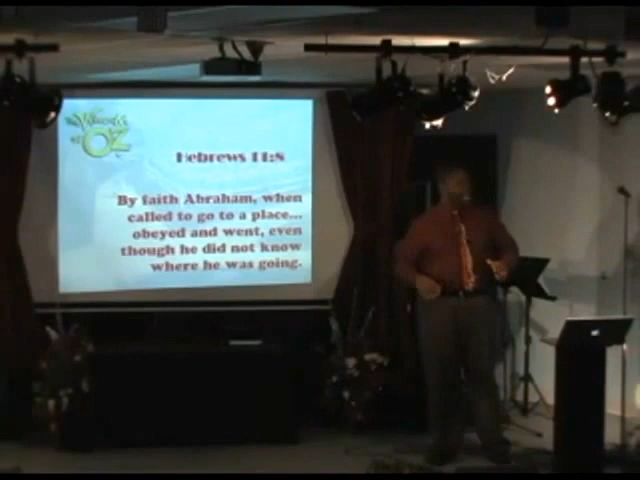 The Wizard of
OZ
Hebrews 11:8
By faith Abraham, when
called to go to a place...
obeyed and went, even
though he did not know
where he was going.